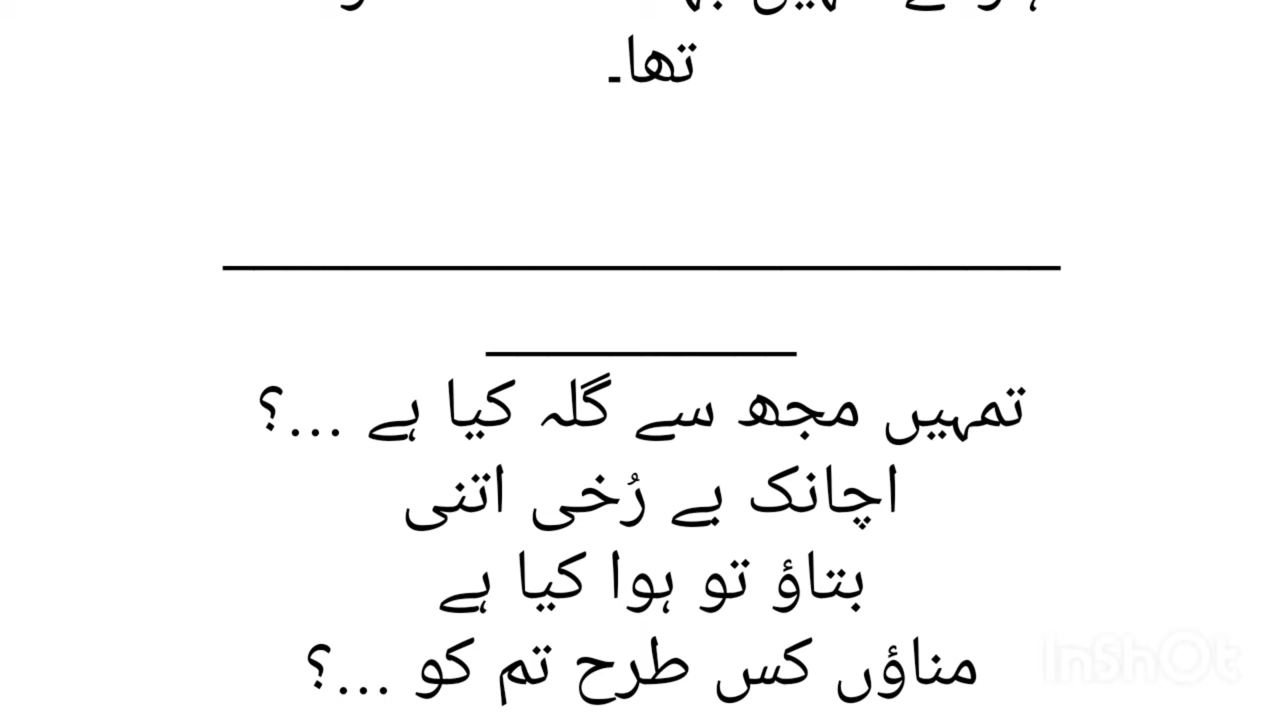 تھا۔
تمہیں مجھ سے گلہ کیا ہے ...؟
اچانک بے رُخی اتنی
بتاؤ تو ہوا کیا ہے
مناؤں کس طرح تم کو ...؟
InShOt